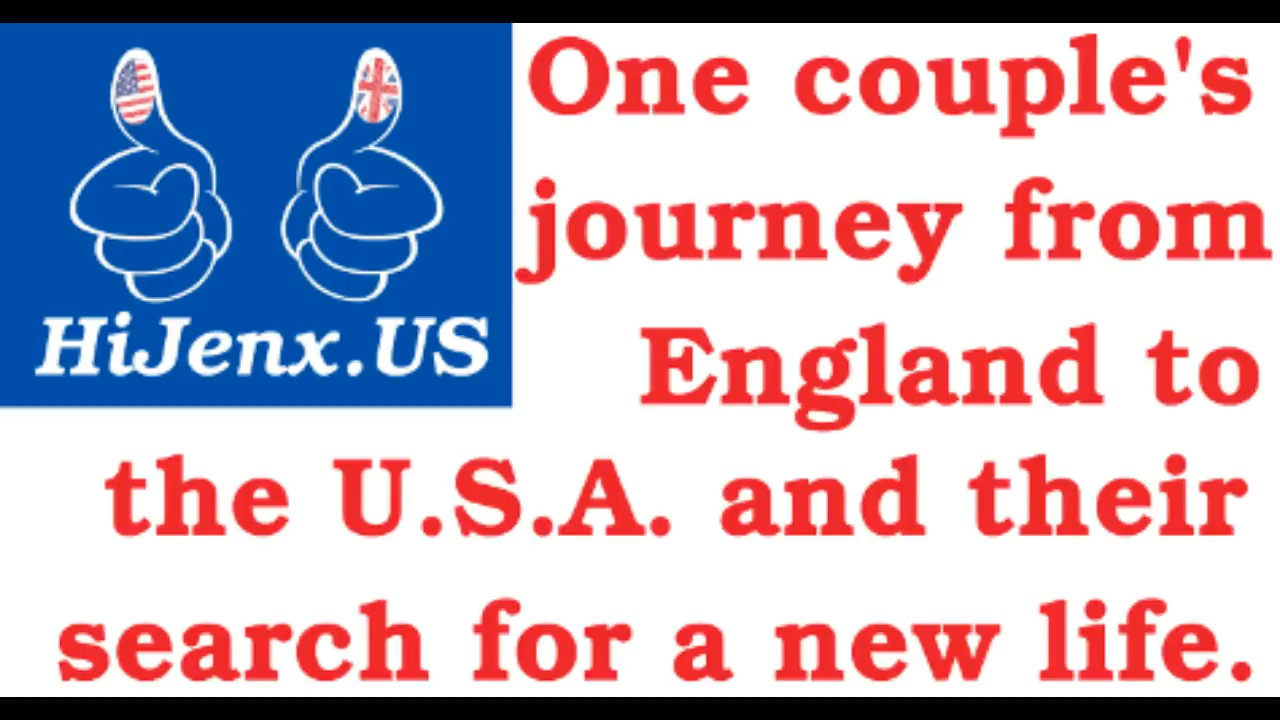 One couple's
journey from
England to
HiJenx.US
the U.S.A. and their
search for a new life.